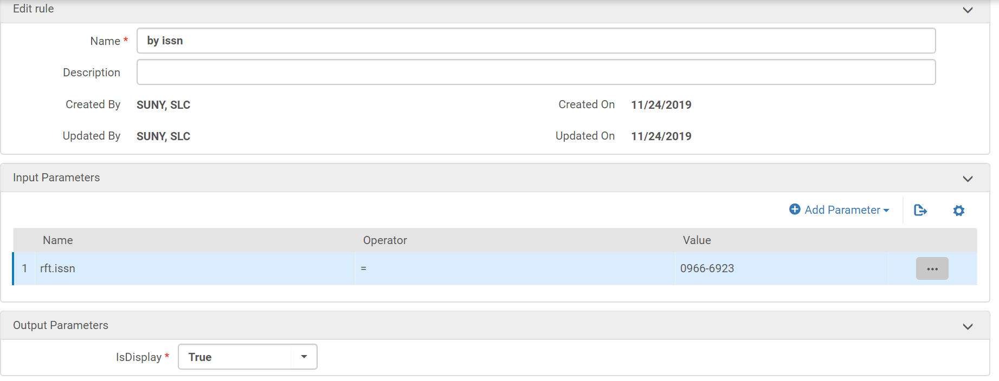 Edit rule
Name * by issn
Description
Created By SUNY, SLC Created On 11/24/2019
Updated By SUNY, SLC Updated On 11/24/2019
Input Parameters
Add Parameter
Name Operator Value
1 rft.issn = 0966-6923
Output Parameters
IsDisplay * True